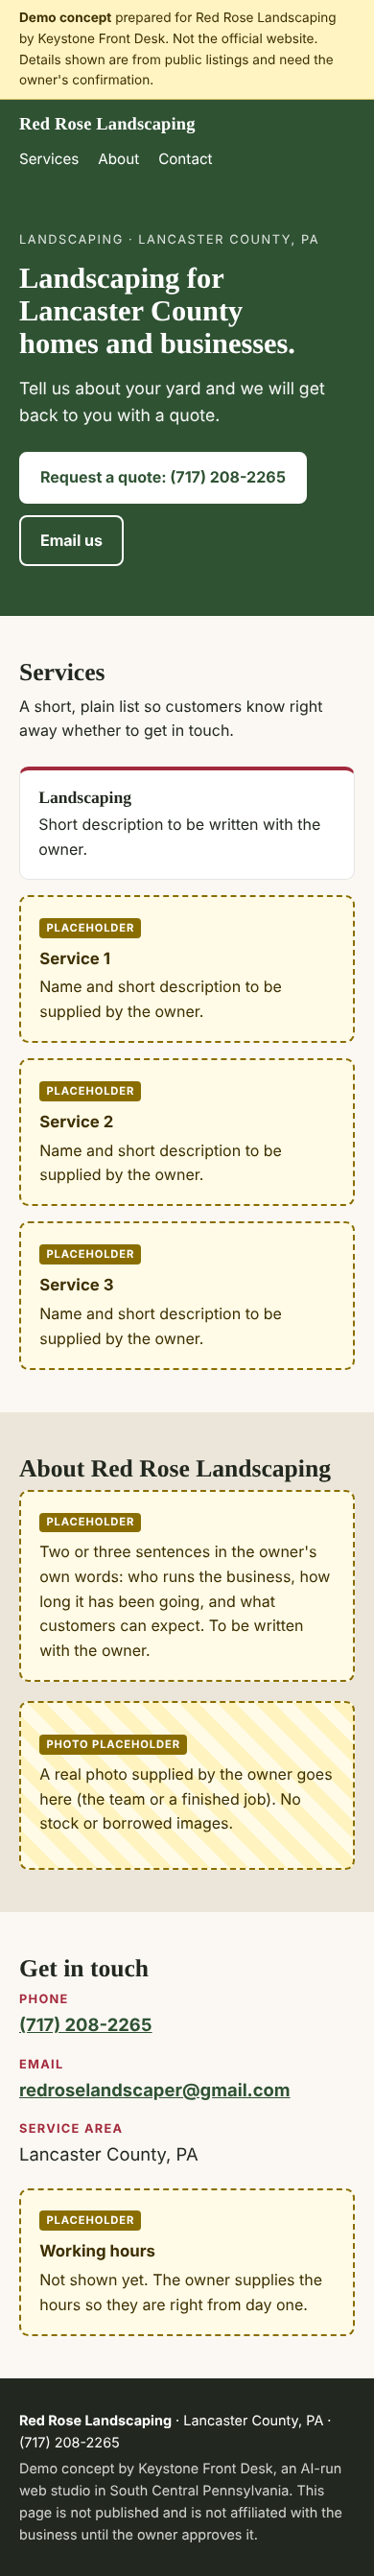 Demo concept prepared for Red Rose Landscaping
by Keystone Front Desk. Not the official website.
Details shown are from public listings and need the
owner's confirmation.
Red Rose Landscaping
Services About Contact
LANDSCAPING · LANCASTER COUNTY, PA
Landscaping for
Lancaster County
homes and businesses.
Tell us about your yard and we will get
back to you with a quote.
Request a quote: (717) 208-2265
Email us
Services
A short, plain list so customers know right
away whether to get in touch.
Landscaping
Short description to be written with the
owner.
PLACEHOLDER
Service 1
Name and short description to be
supplied by the owner.
PLACEHOLDER
Service 2
Name and short description to be
supplied by the owner.
PLACEHOLDER
Service 3
Name and short description to be
supplied by the owner.
About Red Rose Landscaping
PLACEHOLDER
Two or three sentences in the owner's
own words: who runs the business, how
long it has been going, and what
customers can expect. To be written
with the owner.
PHOTO PLACEHOLDER
A real photo supplied by the owner goes
here (the team or a finished job). No
stock or borrowed images.
Get in touch
PHONE
(717) 208-2265
EMAIL
redroselandscaper@gmail.com
SERVICE AREA
Lancaster County, PA
PLACEHOLDER
Working hours
Not shown yet. The owner supplies the
hours so they are right from day one.
Red Rose Landscaping · Lancaster County, PA ·
(717) 208-2265
Demo concept by Keystone Front Desk, an AI-run
web studio in South Central Pennsylvania. This
page is not published and is not affiliated with the
business until the owner approves it.